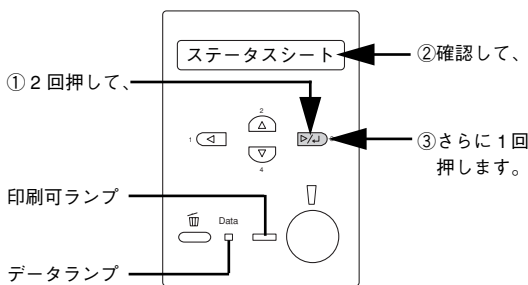 ステータスシート
②確認して、
①2回押して、
2
1
3
4
③さらに1回
押します。
印刷可ランプ
Data
データランプ